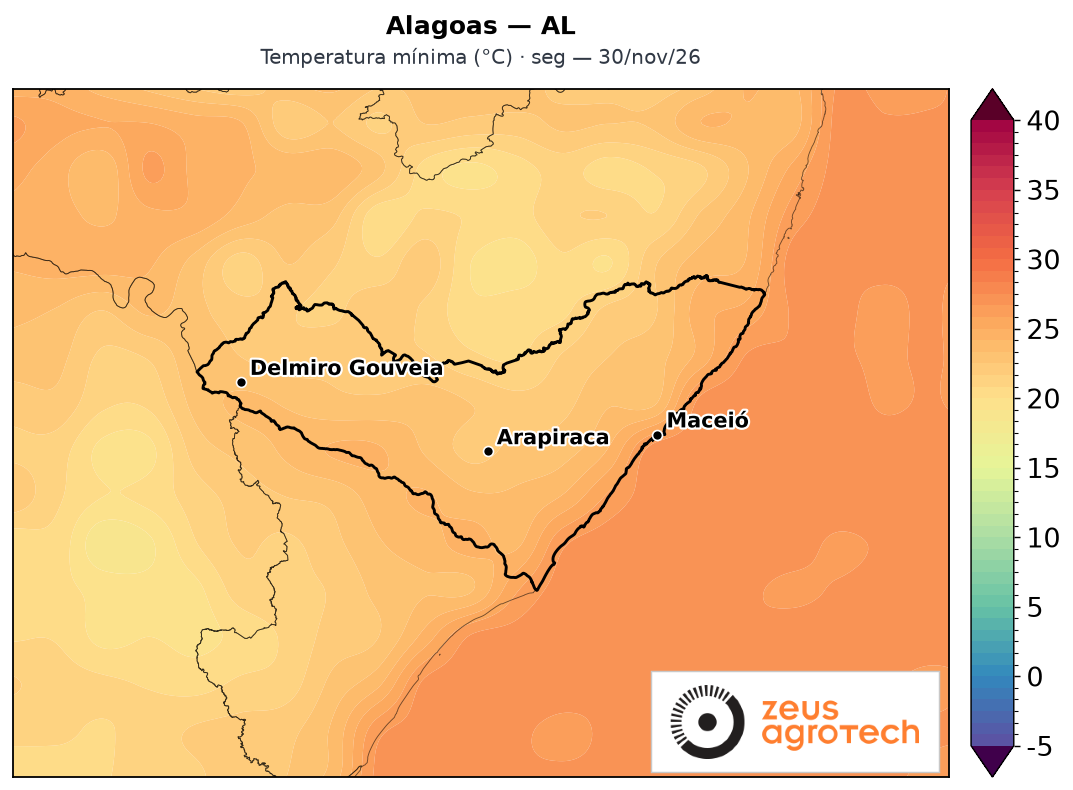 Alagoas — AL
Temperatura mínima (°C) · seg — 30/nov/26
40
35
30
25
20
15
10
5
0
-5
Delmiro Gouveia
Maceió
Arapiraca
zeus
agrotech